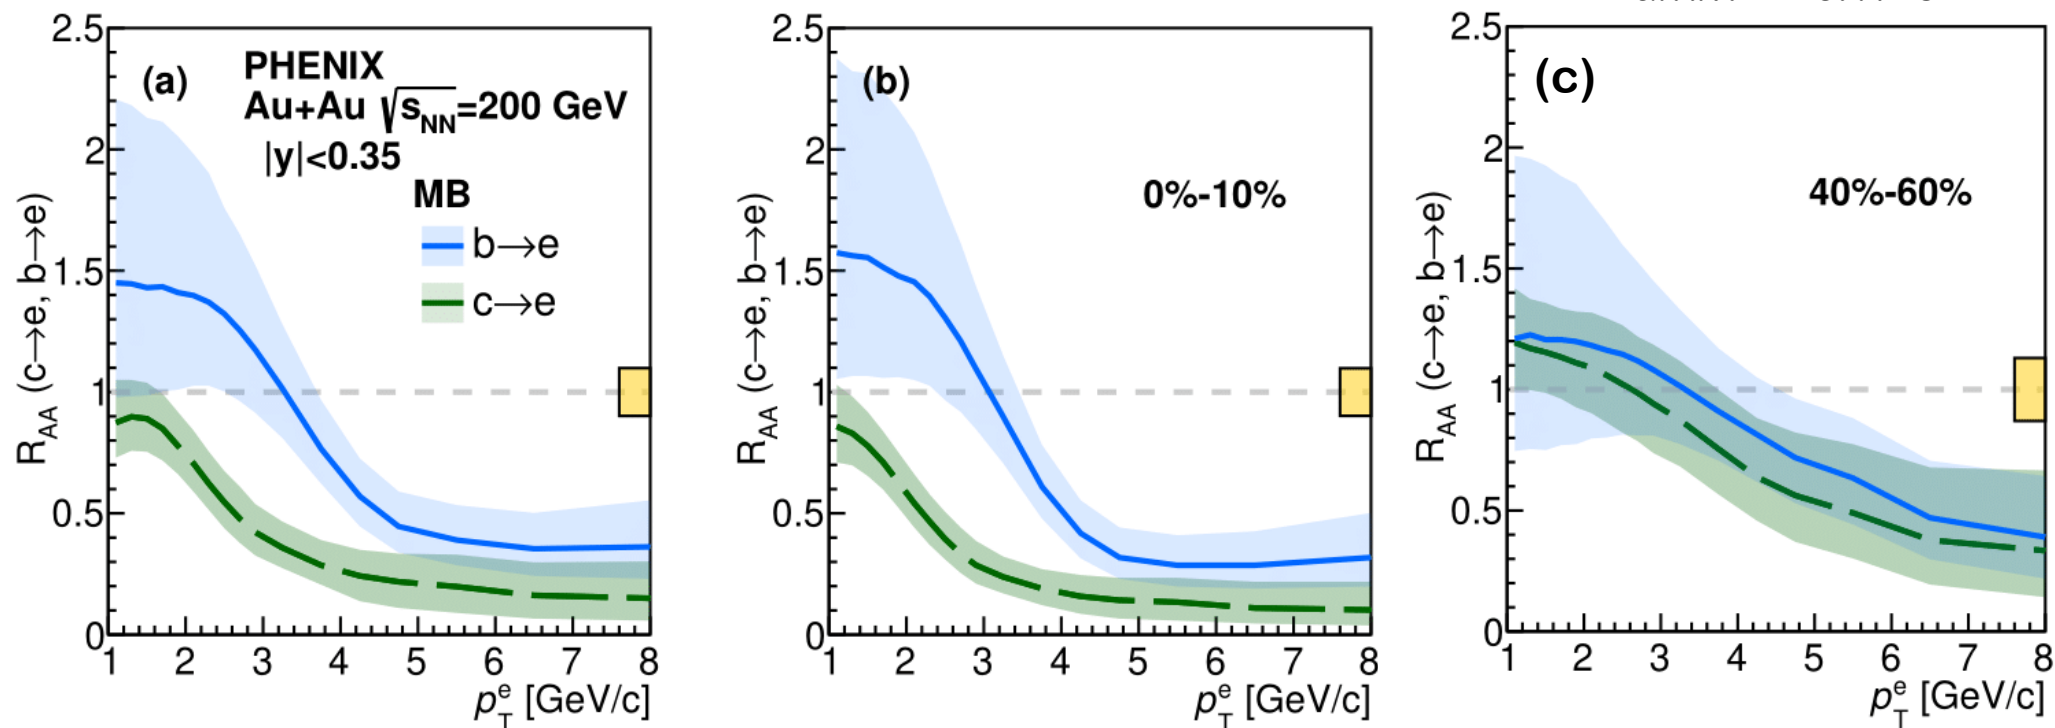 (a)
PHENIX
Au+Au √sNN=200 GeV
|y|<0.35
MB
b→e
c→e
RAA (c→e, b→e)
2.5
2
1.5
1
0.5
0
1 2 3 4 5 6 7 8
pTe [GeV/c]
(b)
0%-10%
RAA (c→e, b→e)
2.5
2
1.5
1
0.5
0
1 2 3 4 5 6 7 8
pTe [GeV/c]
(c)
40%-60%
RAA (c→e, b→e)
2.5
2
1.5
1
0.5
0
1 2 3 4 5 6 7 8
pTe [GeV/c]